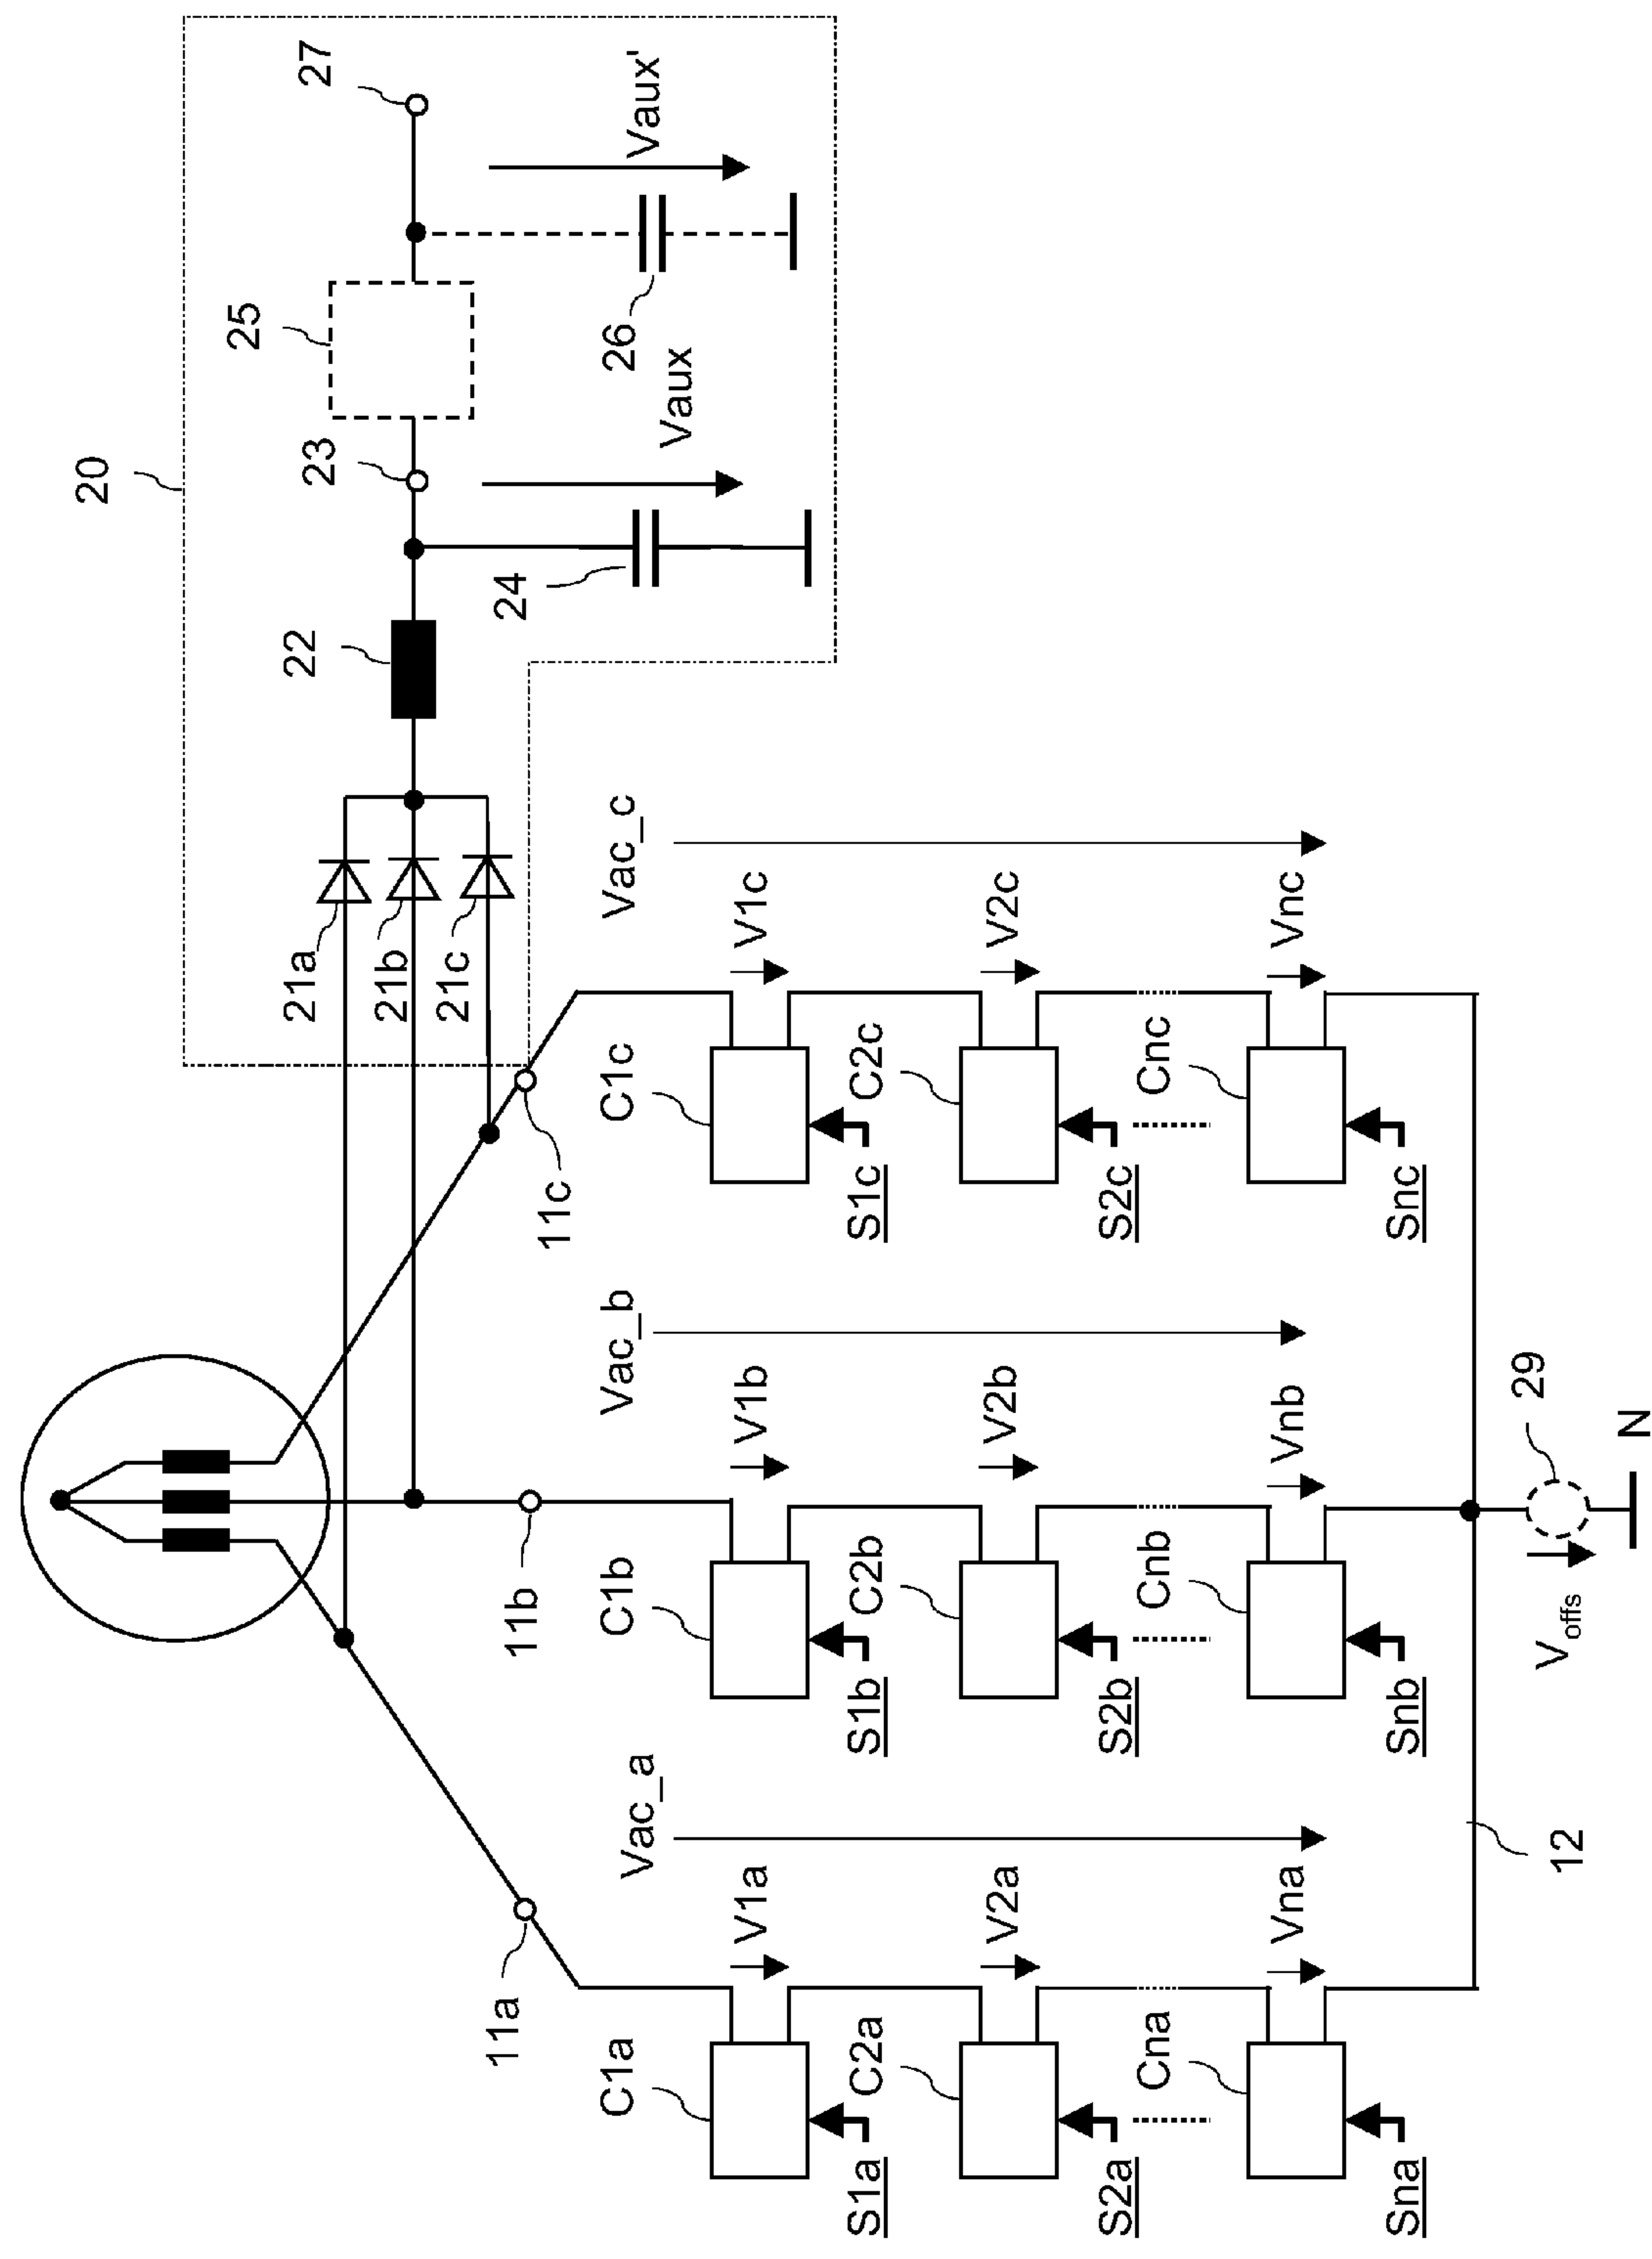 20
27
25
23
22
Vaux'
26
Vaux
24
21a
21b
21c
11a
11b
11c
Vac_a
Vac_b
Vac_c
C1a
V1a
C1b
V1b
C1c
V1c
S1a
S1b
S1c
C2a
V2a
C2b
V2b
C2c
V2c
S2a
S2b
S2c
Cna
Vna
Cnb
Vnb
Cnc
Vnc
Sna
Snb
Snc
12
Voffs
29
N